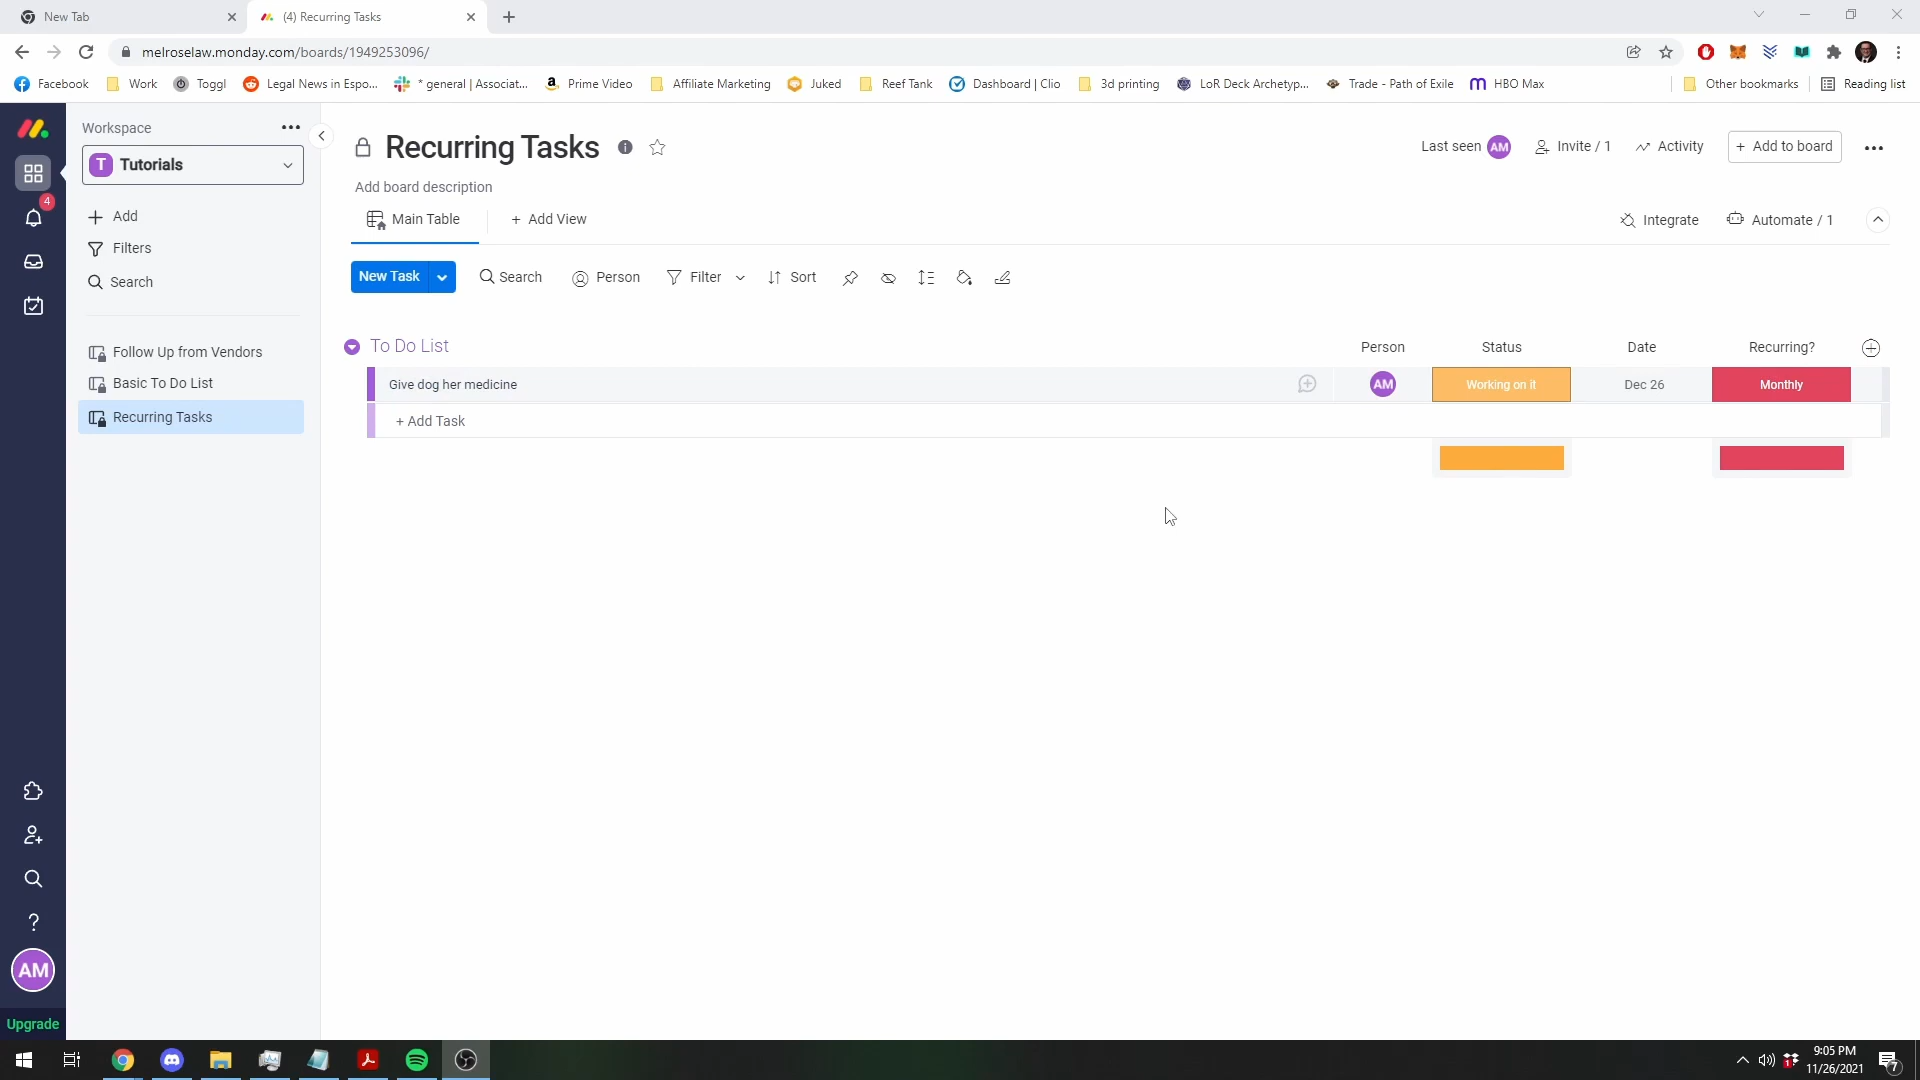 New Tab
(4) Recurring Tasks
melroselaw.monday.com/boards/1949253096/
Facebook
Work
Toggl
Legal News in Espo...
* general | Associat...
a
Prime Video
Affiliate Marketing
Juked
Reef Tank
Dashboard | Clio
3d printing
LoR Deck Archetyp...
Trade - Path of Exile
HBO Max
Other bookmarks
Reading list
Workspace
T Tutorials
4
Add
Filters
Search
Follow Up from Vendors
Basic To Do List
Recurring Tasks
AM
Upgrade
Recurring Tasks
Last seen AM
Invite / 1
Activity
+ Add to board
Add board description
Main Table
+ Add View
Integrate
Automate / 1
New Task
Search
Person
Filter
Sort
To Do List
Person
Status
Date
Recurring?
Give dog her medicine
AM
Working on it
Dec 26
Monthly
+ Add Task
9:05 PM
11/26/2021
7